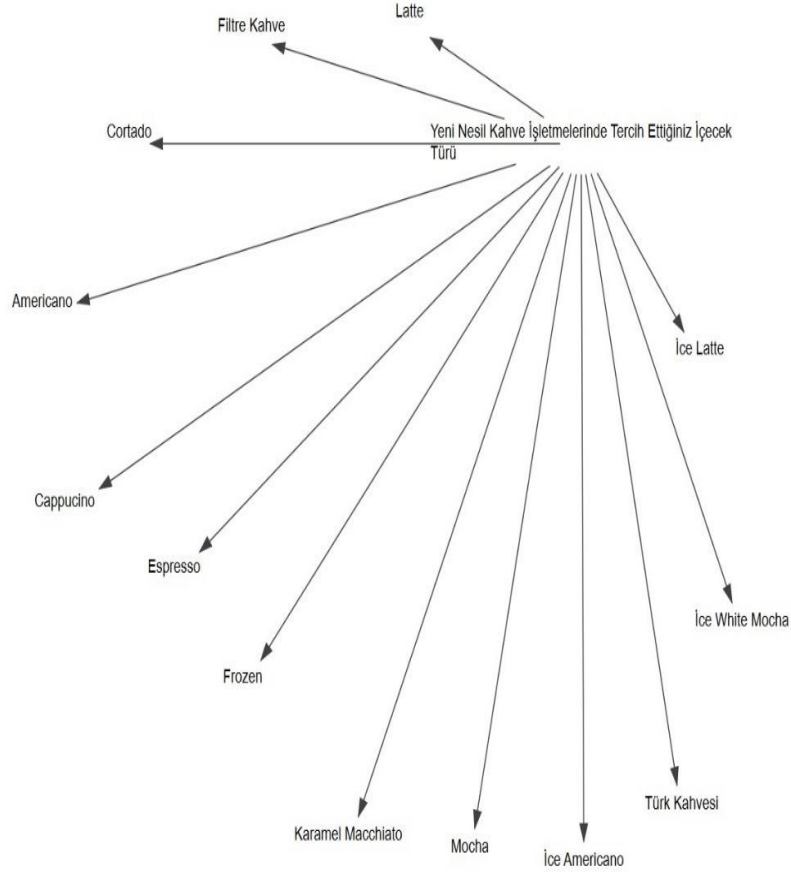 Latte
Filtre Kahve
Cortado
Yeni Nesil Kahve İşletmelerinde Tercih Ettiğiniz İçecek
Türü
Americano
İce Latte
Cappucino
Espresso
İce White Mocha
Frozen
Türk Kahvesi
Karamel Macchiato
Mocha
İce Americano